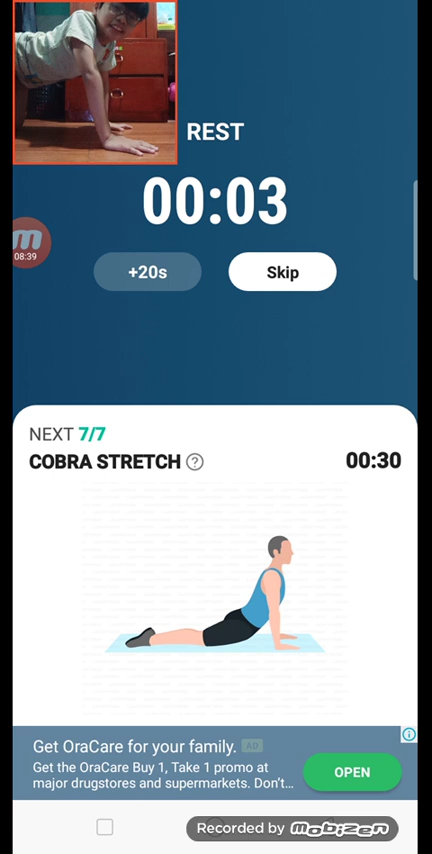 REST
00:03
m
08:39
+20s
Skip
NEXT 7/7
COBRA STRETCH ?
00:30
Get OraCare for your family. AD
Get the OraCare Buy 1, Take 1 promo at
major drugstores and supermarkets. Don't...
OPEN
Recorded by mobizen